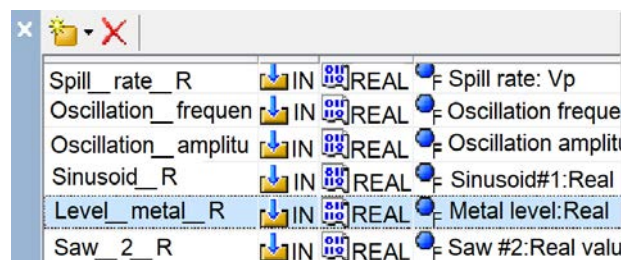 Spill__rate__R IN REAL F Spill rate: Vp
Oscillation__frequen IN REAL F Oscillation freque
Oscillation__amplitu IN REAL F Oscillation amplitu
Sinusoid__R IN REAL F Sinusoid#1:Real
Level__metal__R IN REAL F Metal level:Real
Saw__2__R IN REAL F Saw #2:Real valu